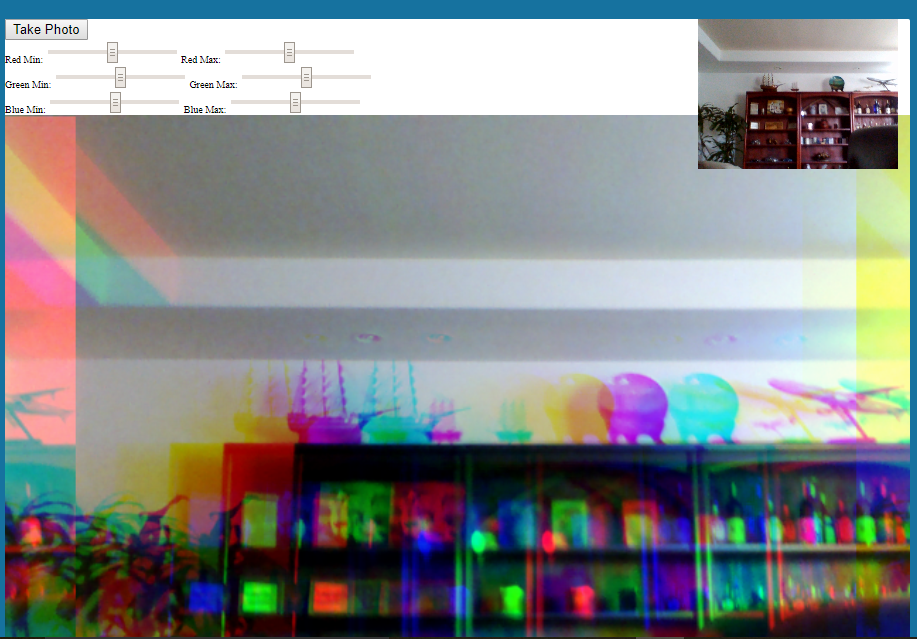 Take Photo
Red Min: Red Max:
Green Min: Green Max:
Blue Min: Blue Max: